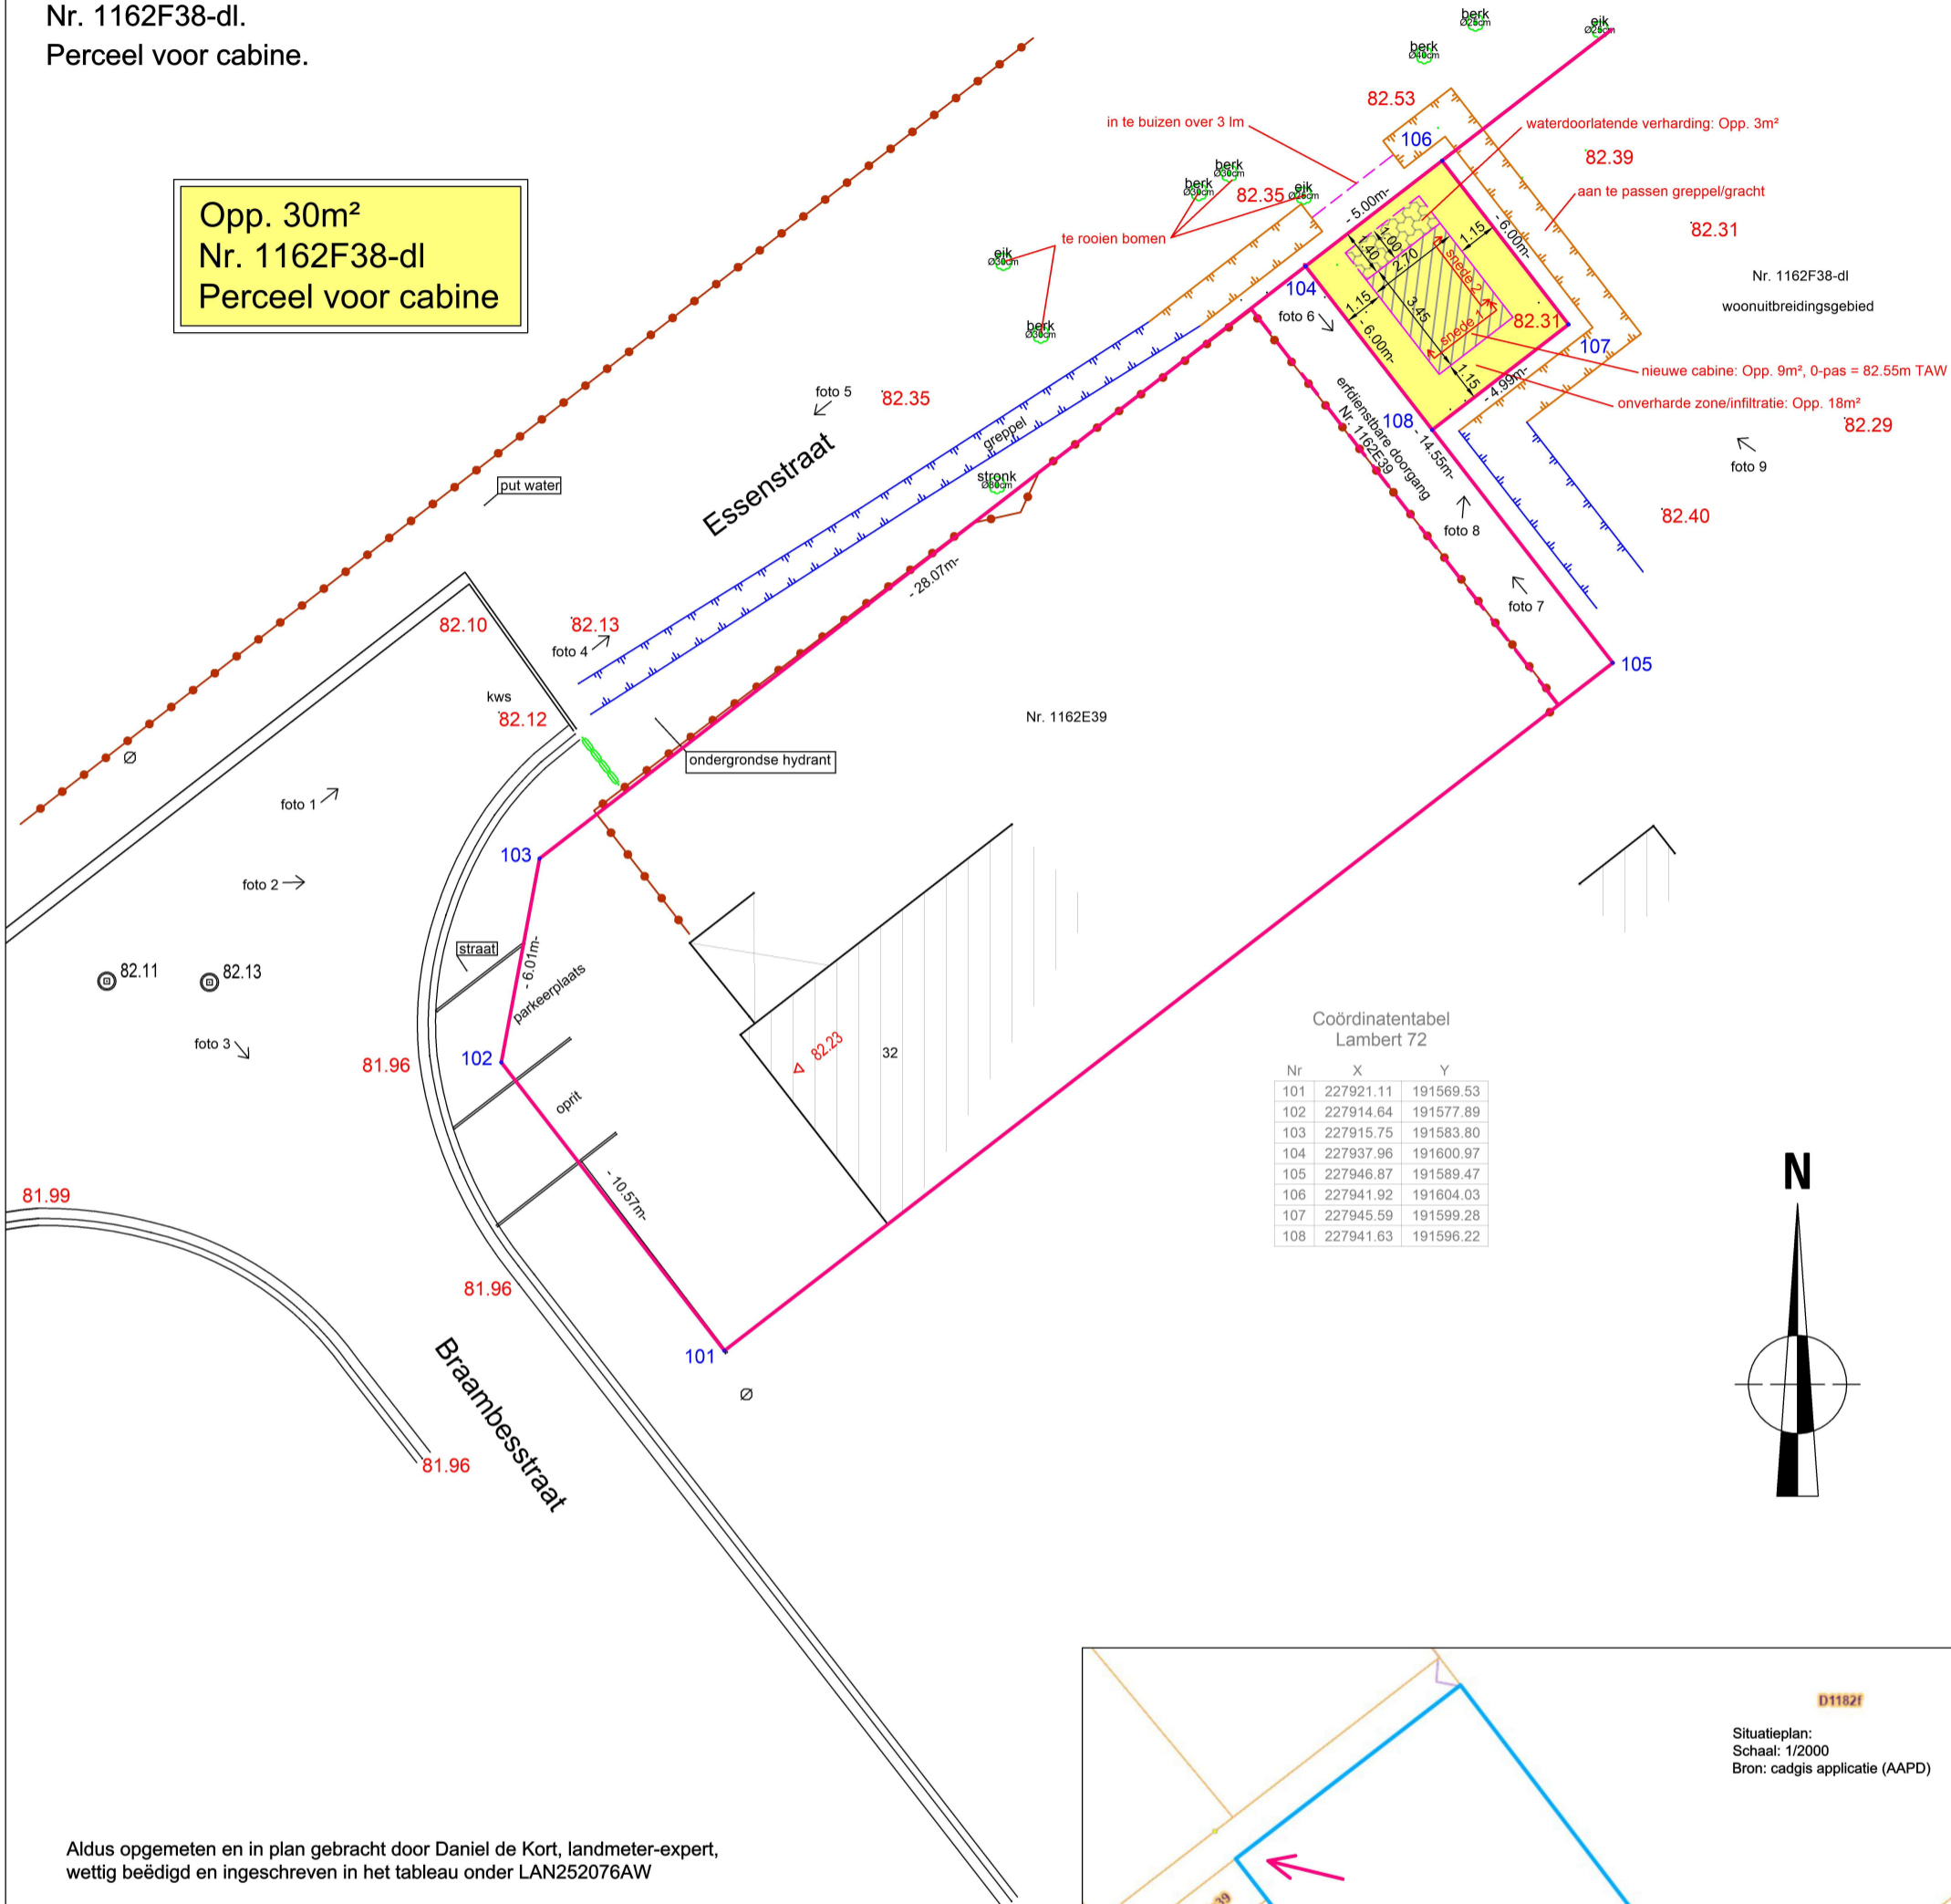 Nr. 1162F38-dl.
Perceel voor cabine.
Opp. 30m²
Nr. 1162F38-dl
Perceel voor cabine
berk
Ø25cm
eik
Ø25cm
berk
Ø40cm
82.53
in te buizen over 3 lm
106
waterdoorlatende verharding: Opp. 3m²
82.39
berk
Ø30cm
berk
Ø30cm
82.35
eik
Ø25cm
aan te passen greppel/gracht
- 5.00m-
- 6.00m-
82.31
te rooien bomen
eik
Ø30cm
1.40
1.00
2.70
1.15
snede 2
Nr. 1162F38-dl
woonuitbreidingsgebied
104
1.15
3.45
snede 1
82.31
foto 6
- 6.00m-
berk
Ø30cm
107
nieuwe cabine: Opp. 9m², 0-pas = 82.55m TAW
1.15
- 4.99m-
onverharde zone/infiltratie: Opp. 18m²
foto 5
82.35
erfdienstbare doorgang
Nr. 1162E39
108
- 14.55m-
82.29
greppel
foto 9
Essenstraat
stronk
Ø80cm
put water
82.40
foto 8
- 28.07m-
foto 7
82.10
82.13
foto 4
105
kws
82.12
Nr. 1162E39
ondergrondse hydrant
Ø
foto 1
103
foto 2
straat
- 6.01m-
parkeerplaats
82.11
82.13
foto 3
81.96
102
82.23
32
oprit
Coördinatentabel
Lambert 72
Nr X Y
101 227921.11 191569.53
102 227914.64 191577.89
103 227915.75 191583.80
104 227937.96 191600.97
105 227946.87 191589.47
106 227941.92 191604.03
107 227945.59 191599.28
108 227941.63 191596.22
N
81.99
- 10.57m-
81.96
101
Ø
Braambesstraat
81.96
D1182f
Situatieplan:
Schaal: 1/2000
Bron: cadgis applicatie (AAPD)
39
Aldus opgemeten en in plan gebracht door Daniel de Kort, landmeter-expert,
wettig beëdigd en ingeschreven in het tableau onder LAN252076AW